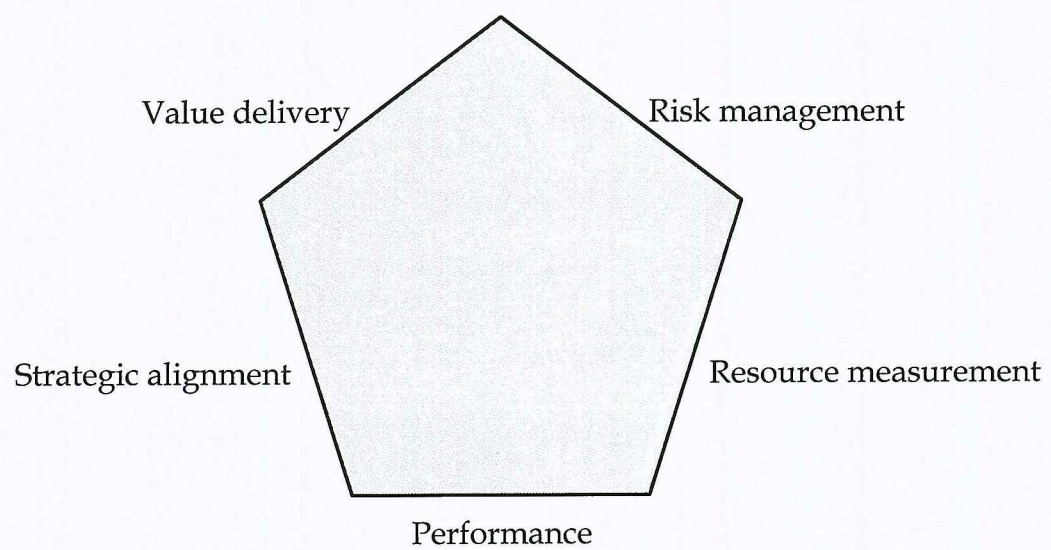 Value delivery
Risk management
Strategic alignment
Resource measurement
Performance